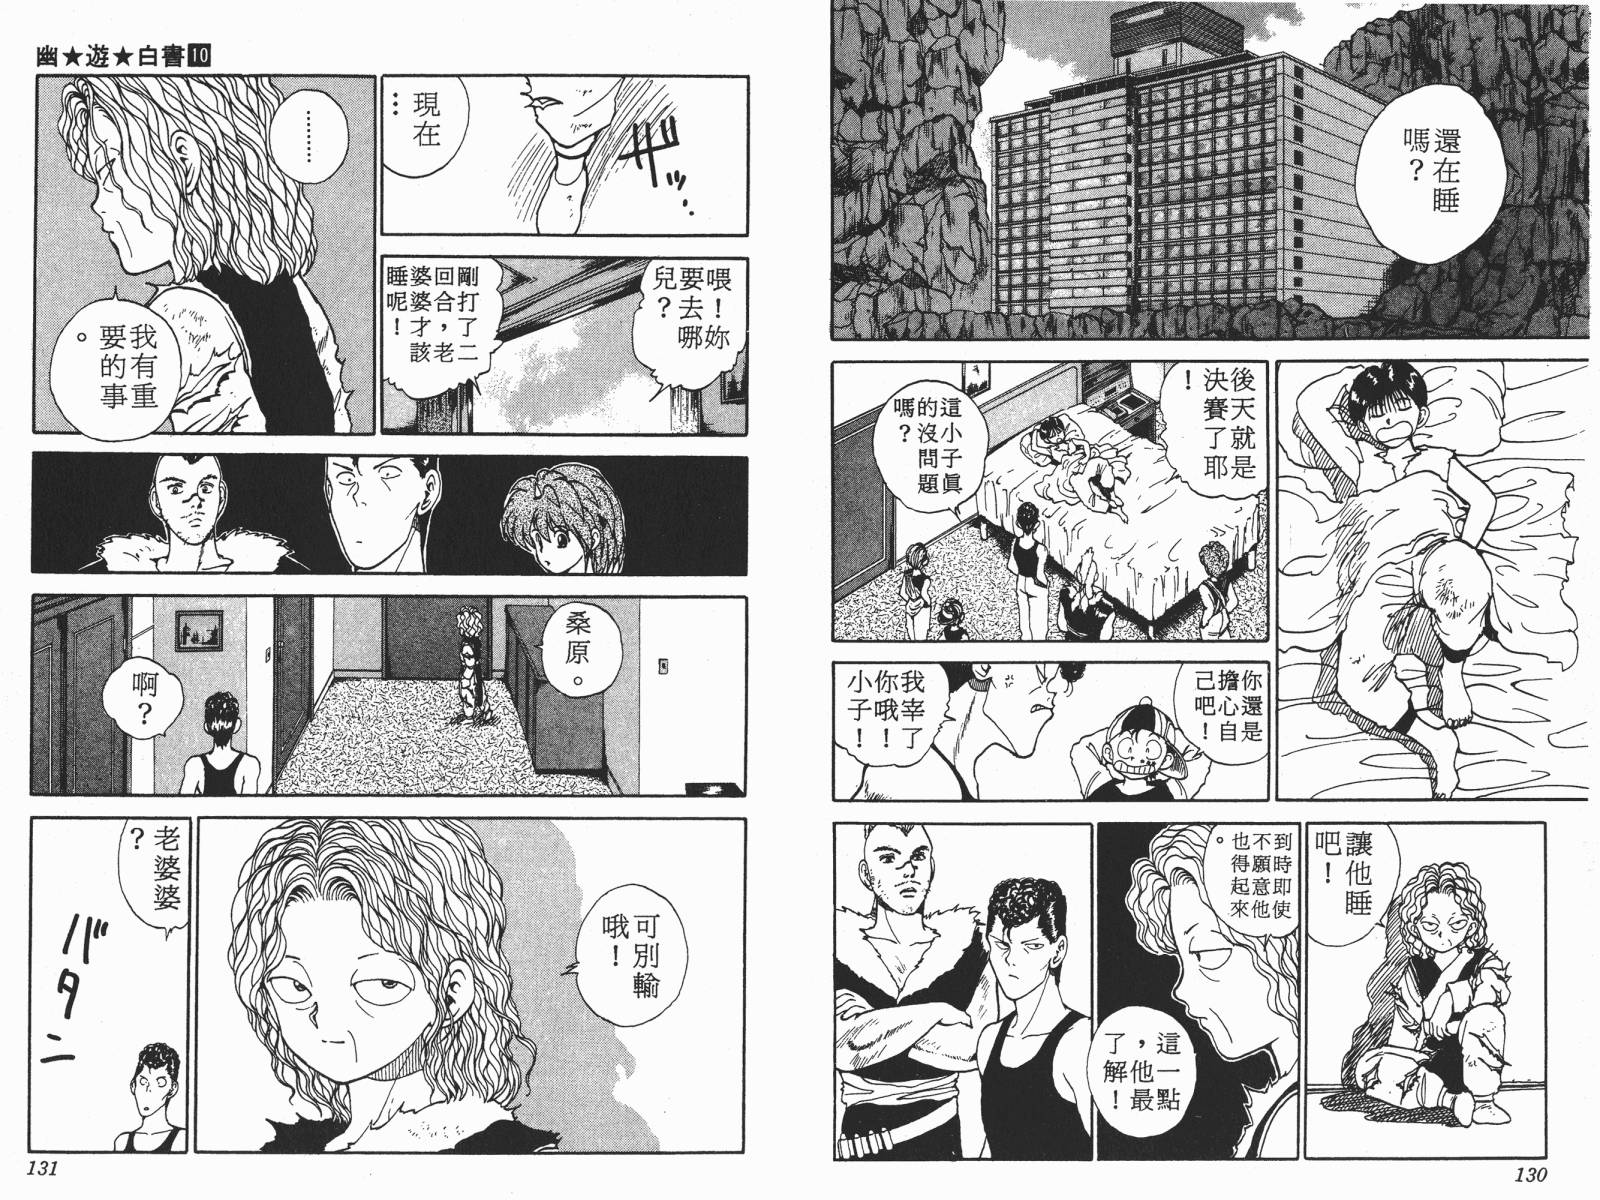 還在睡
嗎？
後天就是
決賽了耶
！
這小子真
的沒問題
嗎？
你還是
擔心自
己吧！
我宰了
你哦！
小子！
讓他睡
吧！
到時即使
不願意他
也得起來
。
這一點
，他最
了解！
130
幽★遊★白書10
現在
…
ザッ…
喂！妳
要去哪
兒？
剛打了二
回合，老
婆婆才該
睡呢！
………
我有重
要的事
。
桑原。
啊？
可別輸
哦！
老婆婆
？
バタン
131